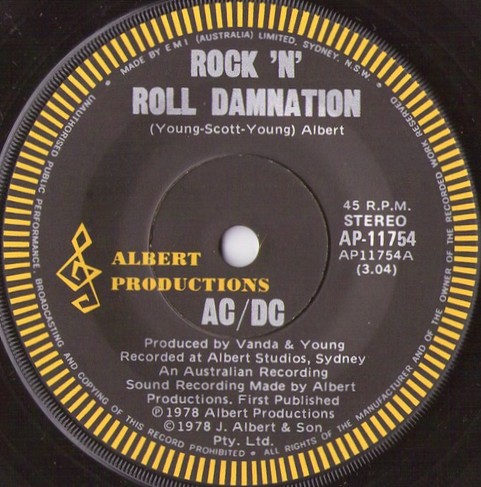 MADE BY E M I (AUSTRALIA) LIMITED. SYDNEY. N.S.W.
ROCK 'N'
ROLL DAMNATION
(Young-Scott-Young) Albert
45 R.P.M.
STEREO
AP-11754
AP11754A
(3.04)
ALBERT
PRODUCTIONS
AC/DC
Produced by Vanda & Young
Recorded at Albert Studios, Sydney
An Australian Recording
Sound Recording Made by Albert
Productions. First Published
Ⓟ1978 Albert Productions
©1978 J. Albert & Son
Pty. Ltd.
ALL RIGHTS OF THE MANUFACTURER AND OF THE OWNER OF THE RECORDED WORK RESERVED
UNAUTHORISED PUBLIC PERFORMANCE, BROADCASTING AND COPYING OF THIS RECORD PROHIBITED